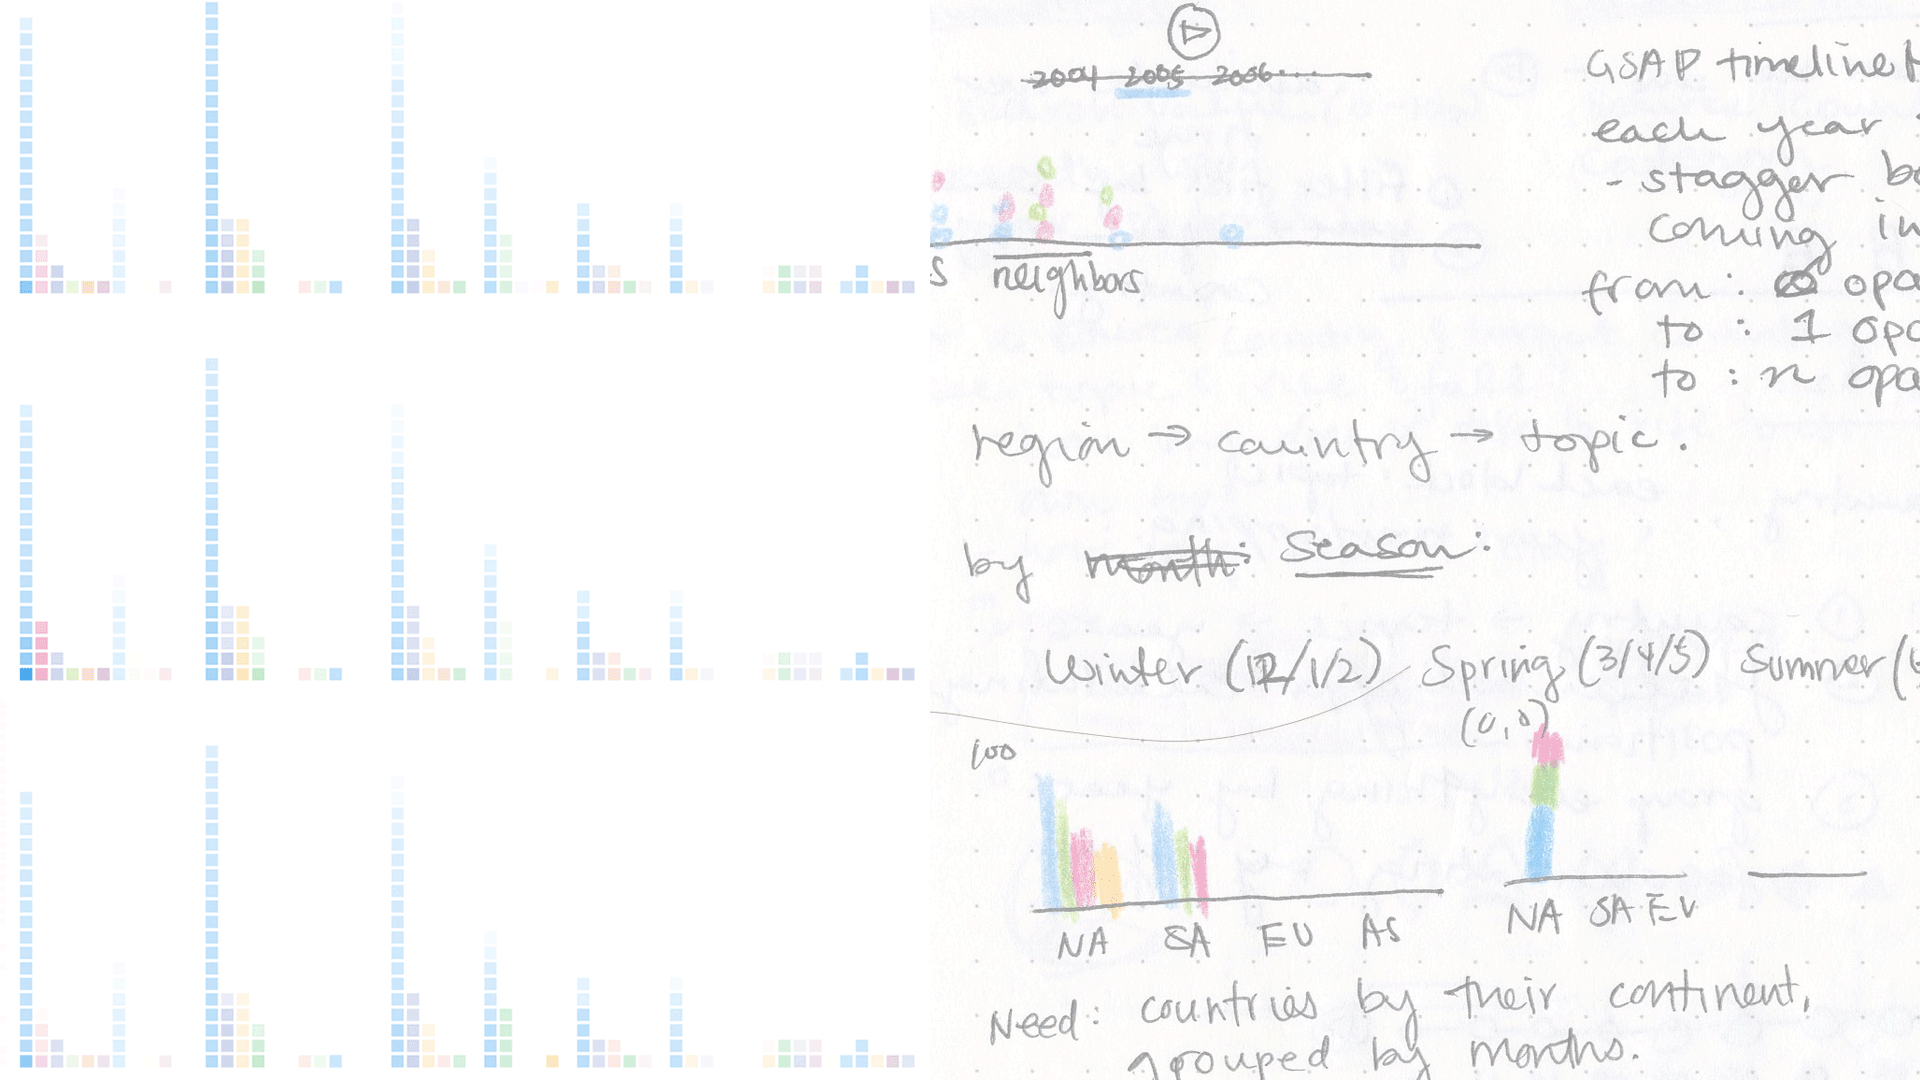 2004 2005 2006....
GSAP timeline
each year :
- stagger
coming in
from : opa
to : 1 opa
to : n opa
s neighbors
region → country → topic.
by month: Season:
Winter (12/1/2) Spring (3/4/5) Summer (
(0,0)
100
NA SA EU AS
NA SA EU
Need: countries by their continent,
grouped by months.